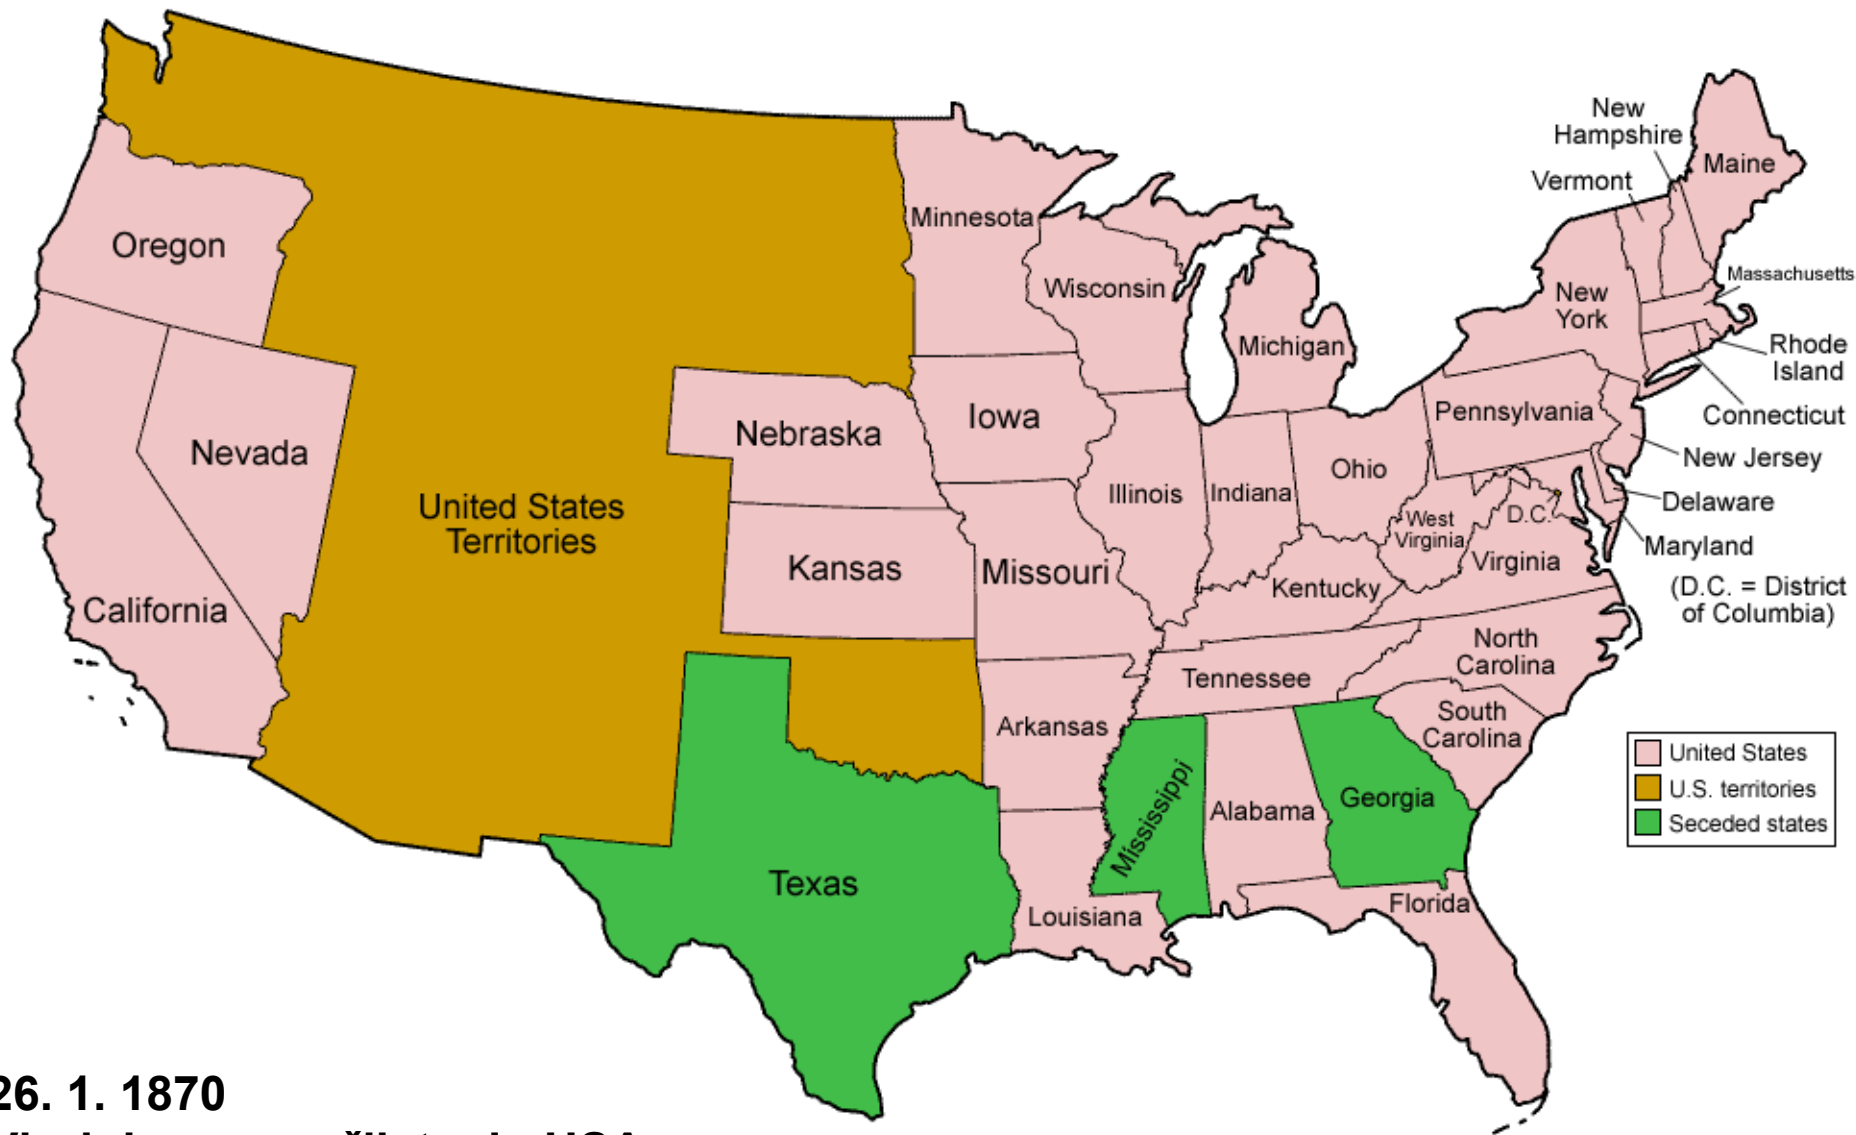 New
Hampshire
Maine
Vermont
Minnesota
Oregon
Massachusetts
Wisconsin
New
York
Michigan
Rhode
Island
Pennsylvania
Connecticut
Iowa
Nebraska
Nevada
New Jersey
Ohio
Illinois
Indiana
Delaware
United States
Territories
D.C.
West
Virginia
Maryland
Virginia
Kansas
Missouri
Kentucky
(D.C. = District
of Columbia)
California
North
Carolina
Tennessee
South
Carolina
Arkansas
United States
U.S. territories
Seceded states
Mississippi
Alabama
Georgia
Texas
Louisiana
Florida
26. 1. 1870
USA